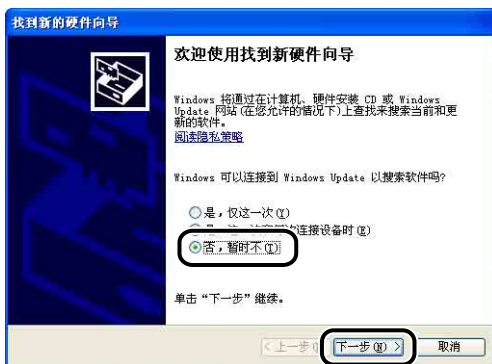 找到新的硬件向导
欢迎使用找到新硬件向导
Windows 将通过在计算机、硬件安装 CD 或 Windows
Update 网站(在您允许的情况下)上查找来搜索当前和更
新的软件。
阅读隐私策略
Windows 可以连接到 Windows Update 以搜索软件吗?
是，仅这一次(Y)
连接设备时(E)
否，暂时不(T)
单击“下一步”继续。
<上一步
下一步(N) >
取消